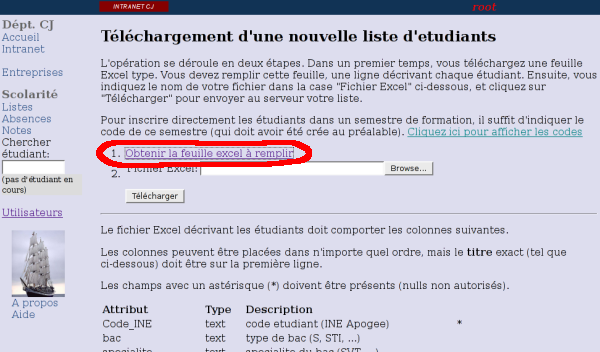 INTRANET CJ
root
Dépt. CJ
Accueil
Intranet
Entreprises
Scolarité
Listes
Absences
Notes
Chercher
étudiant:
(pas d'étudiant en
cours)
Utilisateurs
A propos
Aide
Téléchargement d'une nouvelle liste d'etudiants
L'opération se déroule en deux étapes. Dans un premier temps, vous téléchargez une feuille
Excel type. Vous devez remplir cette feuille, une ligne décrivant chaque étudiant. Ensuite, vous
indiquez le nom de votre fichier dans la case "Fichier Excel" ci-dessous, et cliquez sur
"Télécharger" pour envoyer au serveur votre liste.
Pour inscrire directement les étudiants dans un semestre de formation, il suffit d'indiquer le
code de ce semestre (qui doit avoir été crée au préalable). Cliquez ici pour afficher les codes
1. Obtenir la feuille excel à remplir
2. Fichier Excel: Browse...
Télécharger
Le fichier Excel décrivant les étudiants doit comporter les colonnes suivantes.
Les colonnes peuvent être placées dans n'importe quel ordre, mais le titre exact (tel que
ci-dessous) doit être sur la première ligne.
Les champs avec un astérisque (*) doivent être présents (nulls non autorisés).
Attribut Type Description
Code_INE text code etudiant (INE Apogee) *
bac text type de bac (S, STI, ...)
specialite text specialite du bac (SVT, ...)